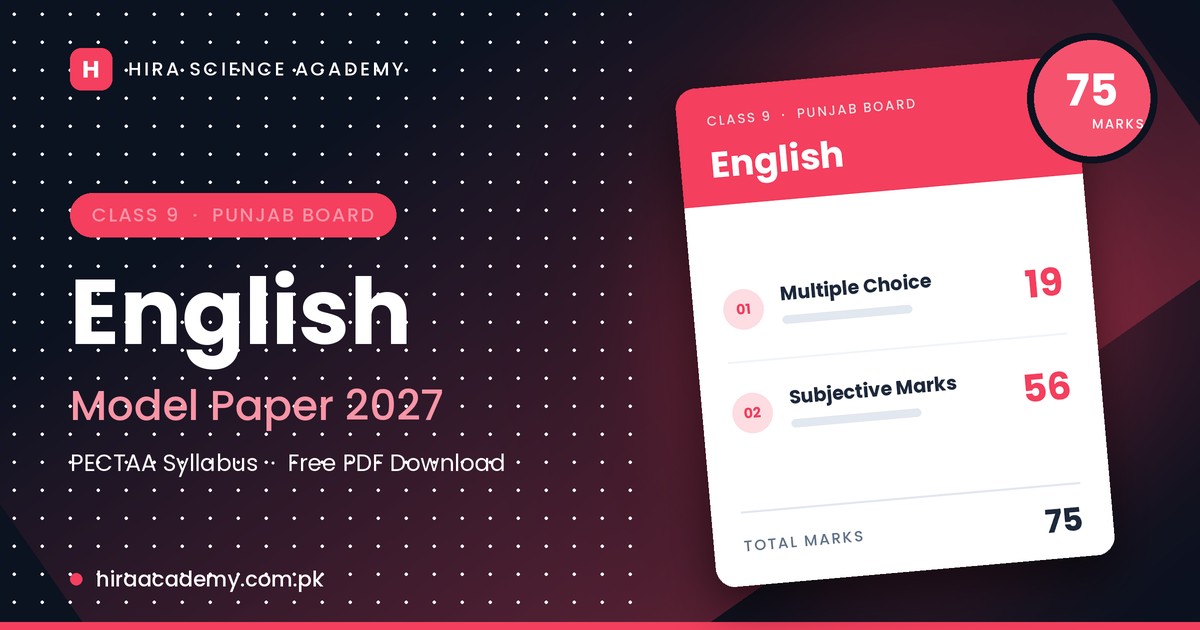 H HIRA SCIENCE ACADEMY
CLASS 9 · PUNJAB BOARD
English
Model Paper 2027
PECTAA Syllabus · Free PDF Download
hiraacademy.com.pk
75
MARKS
CLASS 9 · PUNJAB BOARD
English
01 Multiple Choice 19
02 Subjective Marks 56
TOTAL MARKS 75